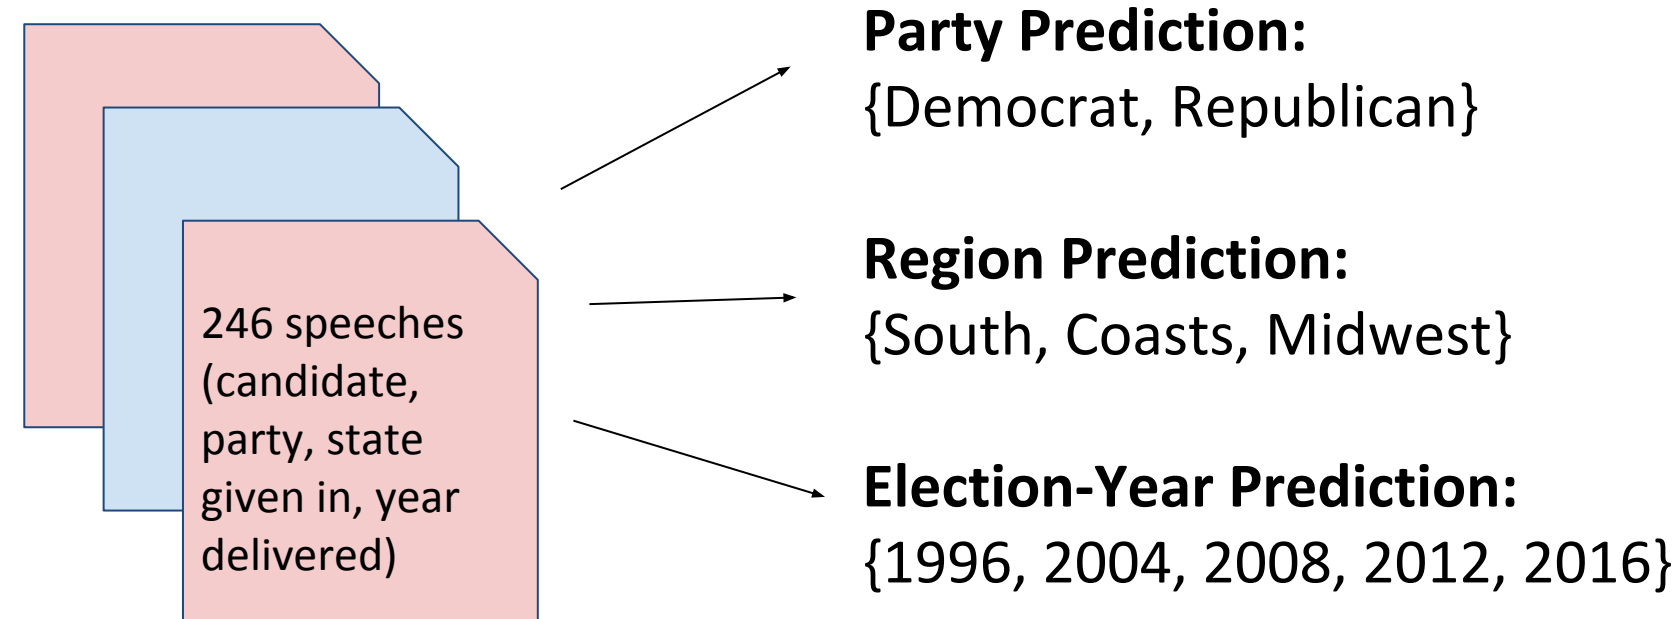 246 speeches
(candidate,
party, state
given in, year
delivered)
Party Prediction:
{Democrat, Republican}
Region Prediction:
{South, Coasts, Midwest}
Election-Year Prediction:
{1996, 2004, 2008, 2012, 2016}